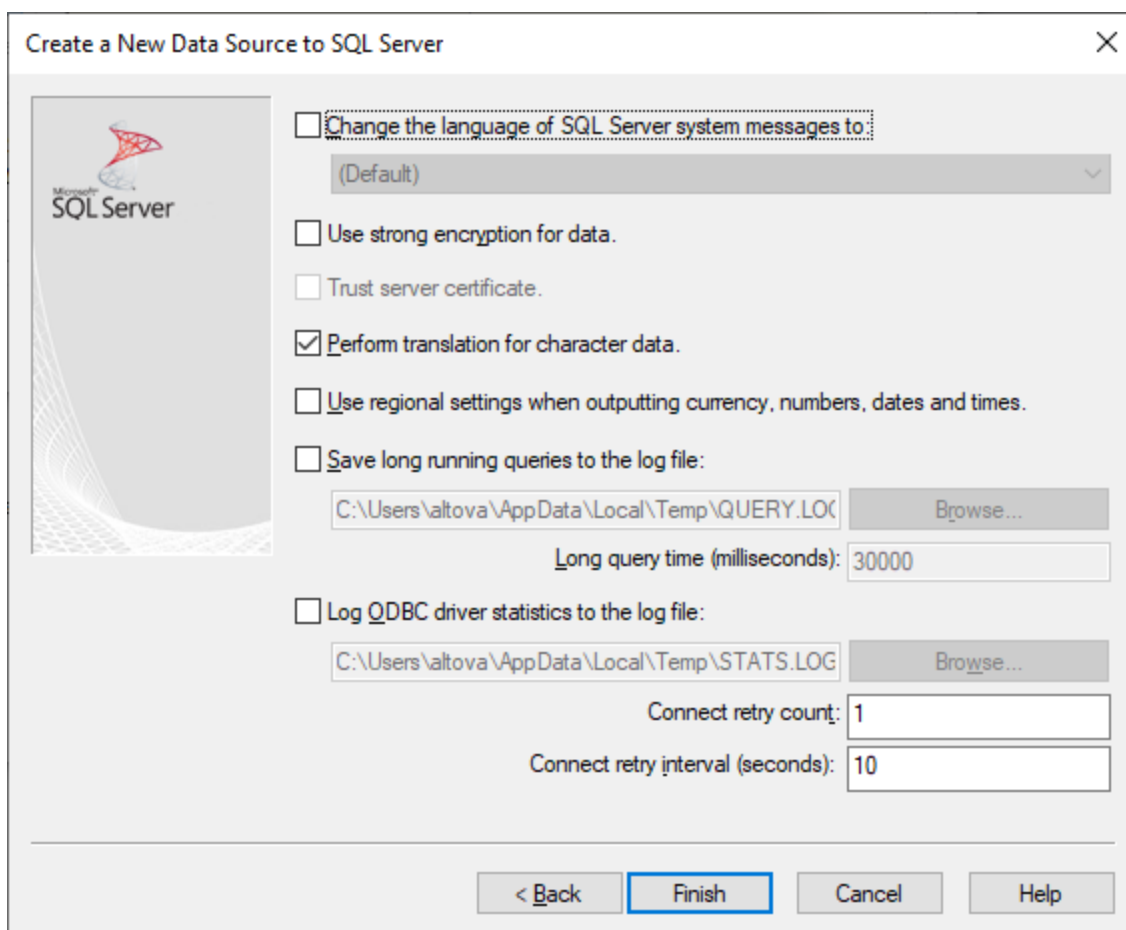 Create a New Data Source to SQL Server
Microsoft
SQL Server
Change the language of SQL Server system messages to:
(Default)
Use strong encryption for data.
Trust server certificate.
Perform translation for character data.
Use regional settings when outputting currency, numbers, dates and times.
Save long running queries to the log file:
C:\Users\altova\AppData\Local\Temp\QUERY.LOG Browse...
Long query time (milliseconds): 30000
Log ODBC driver statistics to the log file:
C:\Users\altova\AppData\Local\Temp\STATS.LOG Browse...
Connect retry count: 1
Connect retry interval (seconds): 10
< Back Finish Cancel Help